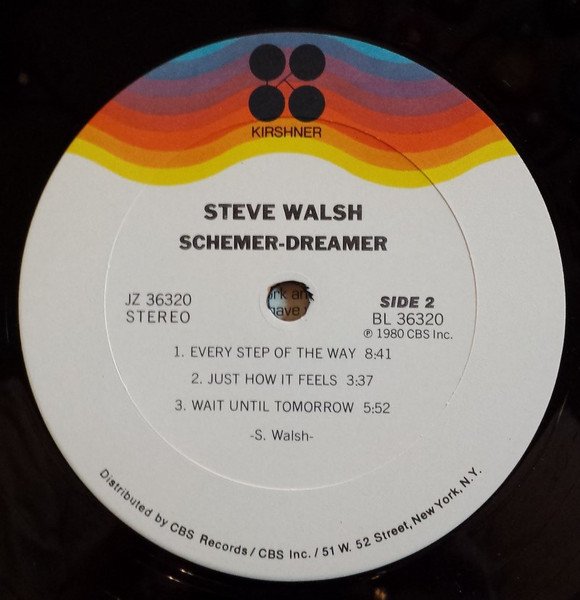 KIRSHNER
STEVE WALSH
SCHEMER-DREAMER
JZ 36320
STEREO
SIDE 2
BL 36320
℗ 1980 CBS Inc.
1. EVERY STEP OF THE WAY 8:41
2. JUST HOW IT FEELS 3:37
3. WAIT UNTIL TOMORROW 5:52
-S. Walsh-
Distributed by CBS Records / CBS Inc. / 51 W. 52 Street, New York, N.Y.